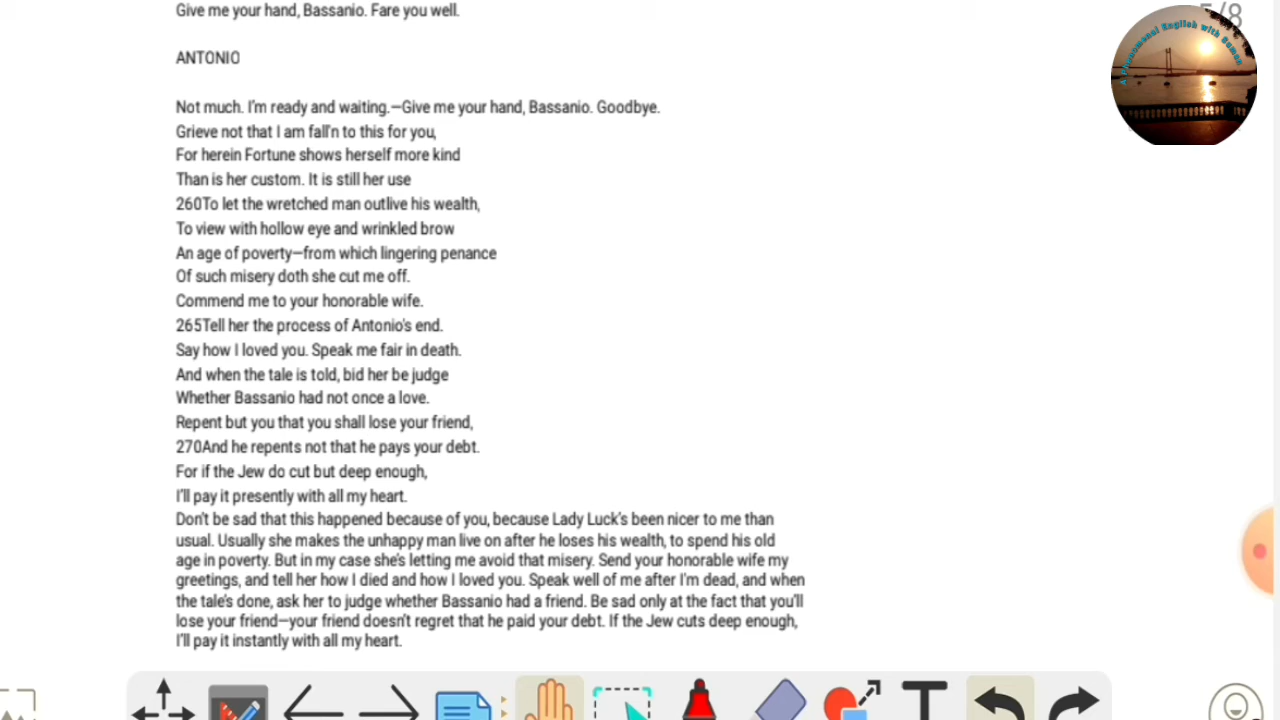 Give me your hand, Bassanio. Fare you well.
5/8
A Phenomenal English with Suman
ANTONIO
Not much. I'm ready and waiting.—Give me your hand, Bassanio. Goodbye.
Grieve not that I am fall'n to this for you,
For herein Fortune shows herself more kind
Than is her custom. It is still her use
260To let the wretched man outlive his wealth,
To view with hollow eye and wrinkled brow
An age of poverty—from which lingering penance
Of such misery doth she cut me off.
Commend me to your honorable wife.
265Tell her the process of Antonio's end.
Say how I loved you. Speak me fair in death.
And when the tale is told, bid her be judge
Whether Bassanio had not once a love.
Repent but you that you shall lose your friend,
270And he repents not that he pays your debt.
For if the Jew do cut but deep enough,
I'll pay it presently with all my heart.
Don't be sad that this happened because of you, because Lady Luck's been nicer to me than
usual. Usually she makes the unhappy man live on after he loses his wealth, to spend his old
age in poverty. But in my case she's letting me avoid that misery. Send your honorable wife my
greetings, and tell her how I died and how I loved you. Speak well of me after I'm dead, and when
the tale's done, ask her to judge whether Bassanio had a friend. Be sad only at the fact that you'll
lose your friend—your friend doesn't regret that he paid your debt. If the Jew cuts deep enough,
I'll pay it instantly with all my heart.
T